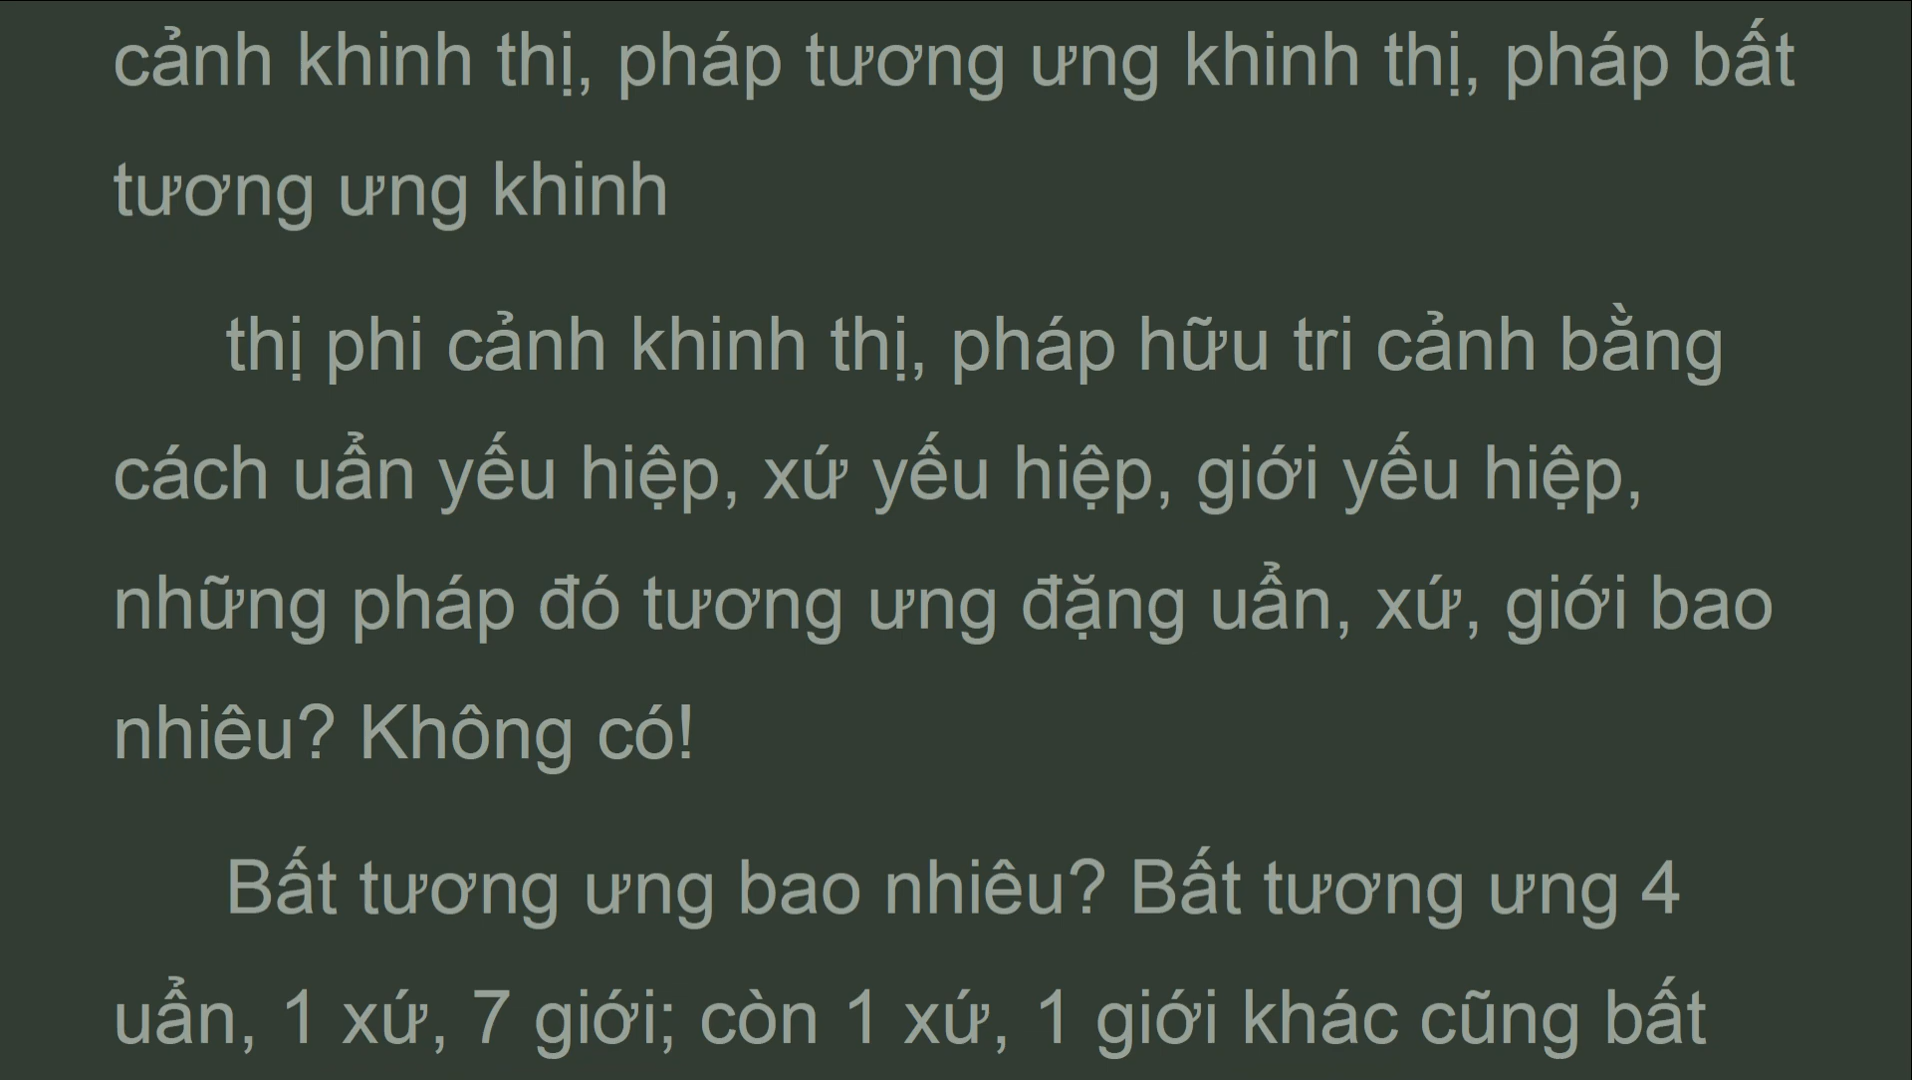 cảnh khinh thị, pháp tương ưng khinh thị, pháp bất
tương ưng khinh
thị phi cảnh khinh thị, pháp hữu tri cảnh bằng
cách uẩn yếu hiệp, xứ yếu hiệp, giới yếu hiệp,
những pháp đó tương ưng đặng uẩn, xứ, giới bao
nhiêu? Không có!
Bất tương ưng bao nhiêu? Bất tương ưng 4
uẩn, 1 xứ, 7 giới; còn 1 xứ, 1 giới khác cũng bất